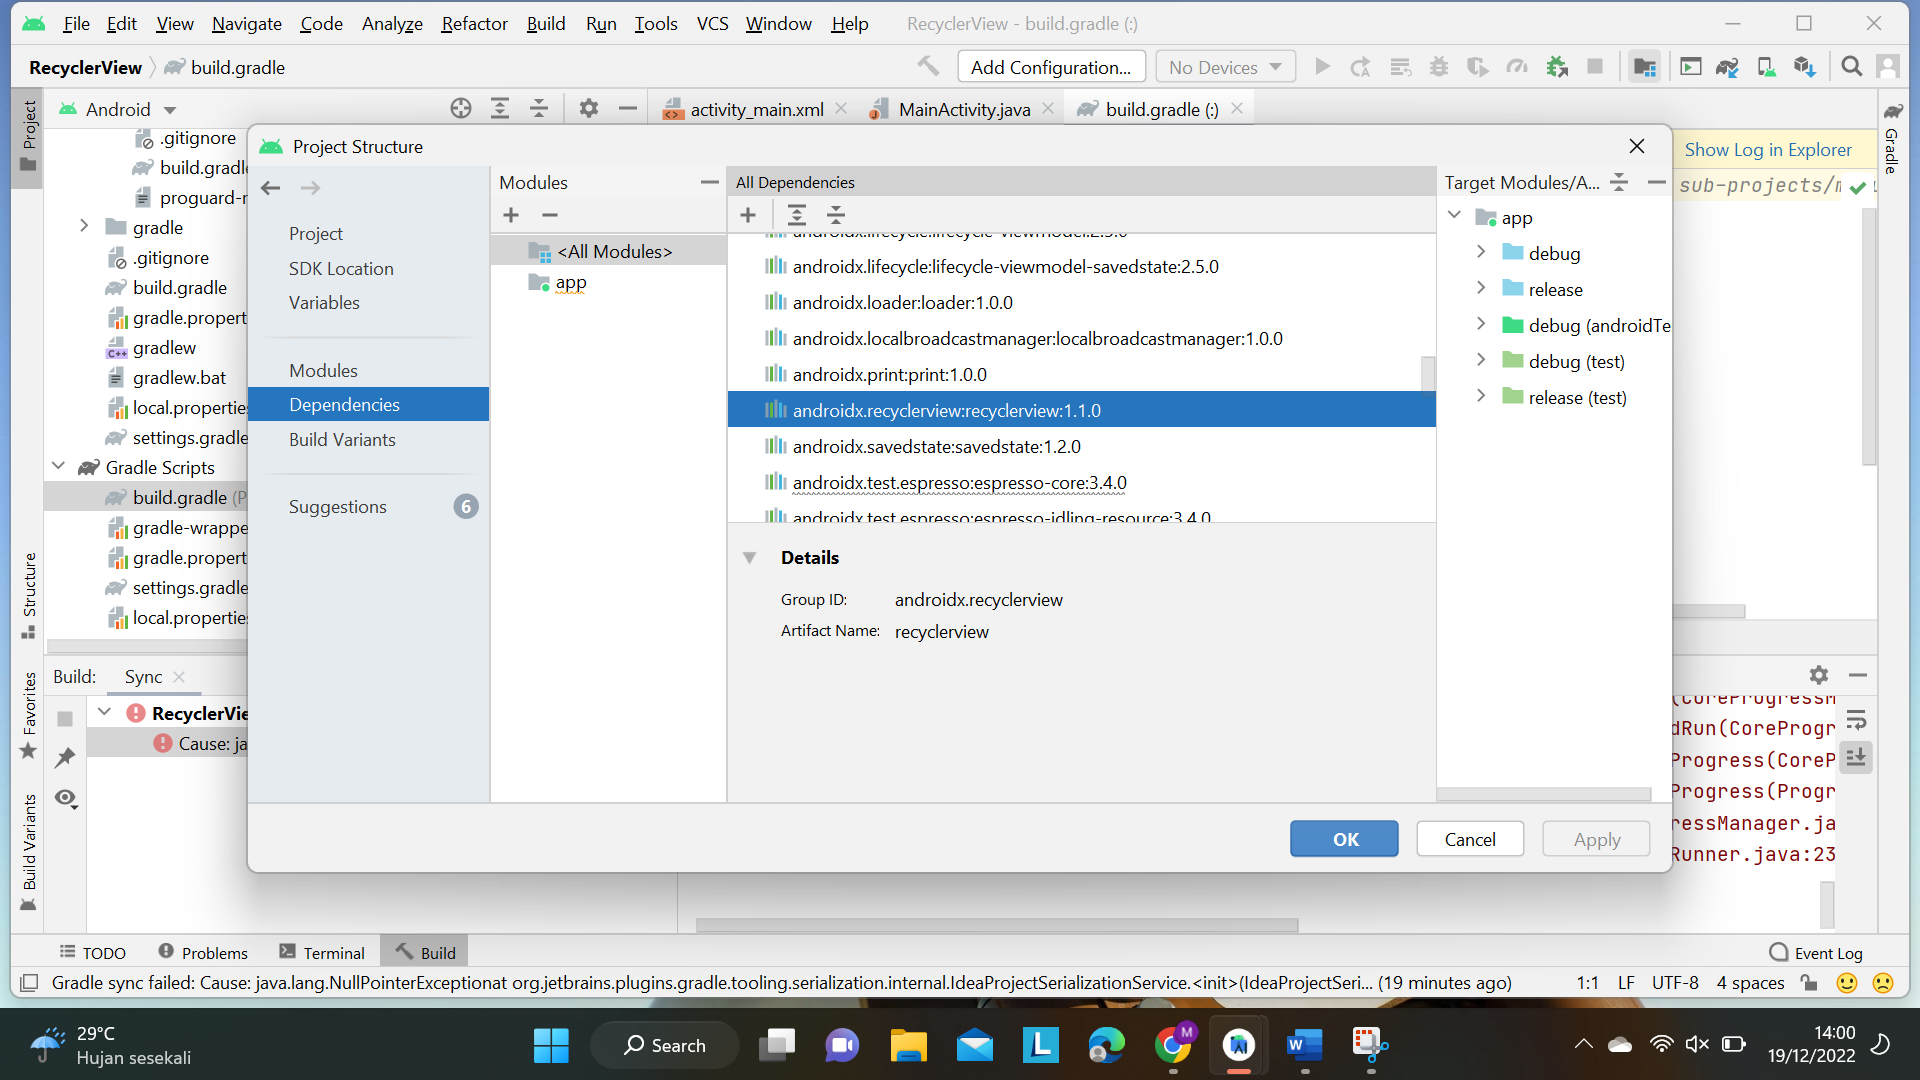 File Edit View Navigate Code Analyze Refactor Build Run Tools VCS Window Help RecyclerView - build.gradle (:)
RecyclerView build.gradle Add Configuration... No Devices
Project Android activity_main.xml MainActivity.java build.gradle (:) Gradle
.gitignore
build.gradle
proguard-r
gradle
.gitignore
build.gradle
gradle.propert
gradlew
gradlew.bat
local.propertie
settings.gradle
Gradle Scripts
build.gradle (P
gradle-wrappe
gradle.propert
settings.gradle
local.propertie
Structure
Favorites
Build Variants
Project Structure
Project
SDK Location
Variables
Modules
Dependencies
Build Variants
Suggestions 6
Modules
<All Modules>
app
All Dependencies
androidx.lifecycle:lifecycle-viewmodel:2.5.0
androidx.lifecycle:lifecycle-viewmodel-savedstate:2.5.0
androidx.loader:loader:1.0.0
androidx.localbroadcastmanager:localbroadcastmanager:1.0.0
androidx.print:print:1.0.0
androidx.recyclerview:recyclerview:1.1.0
androidx.savedstate:savedstate:1.2.0
androidx.test.espresso:espresso-core:3.4.0
androidx.test.espresso:espresso-idling-resource:3.4.0
Details
Group ID: androidx.recyclerview
Artifact Name: recyclerview
Target Modules/A...
app
debug
release
debug (androidTe
debug (test)
release (test)
OK Cancel Apply
Show Log in Explorer
sub-projects/m
Build: Sync
RecyclerVie
Cause: ja
(CoreProgressM
dRun(CoreProgr
Progress(CoreP
Progress(Progr
ressManager.ja
Runner.java:23
TODO Problems Terminal Build Event Log
Gradle sync failed: Cause: java.lang.NullPointerExceptionat org.jetbrains.plugins.gradle.tooling.serialization.internal.IdeaProjectSerializationService.<init>(IdeaProjectSeri... (19 minutes ago) 1:1 LF UTF-8 4 spaces
29°C
Hujan sesekali
Search
14:00
19/12/2022